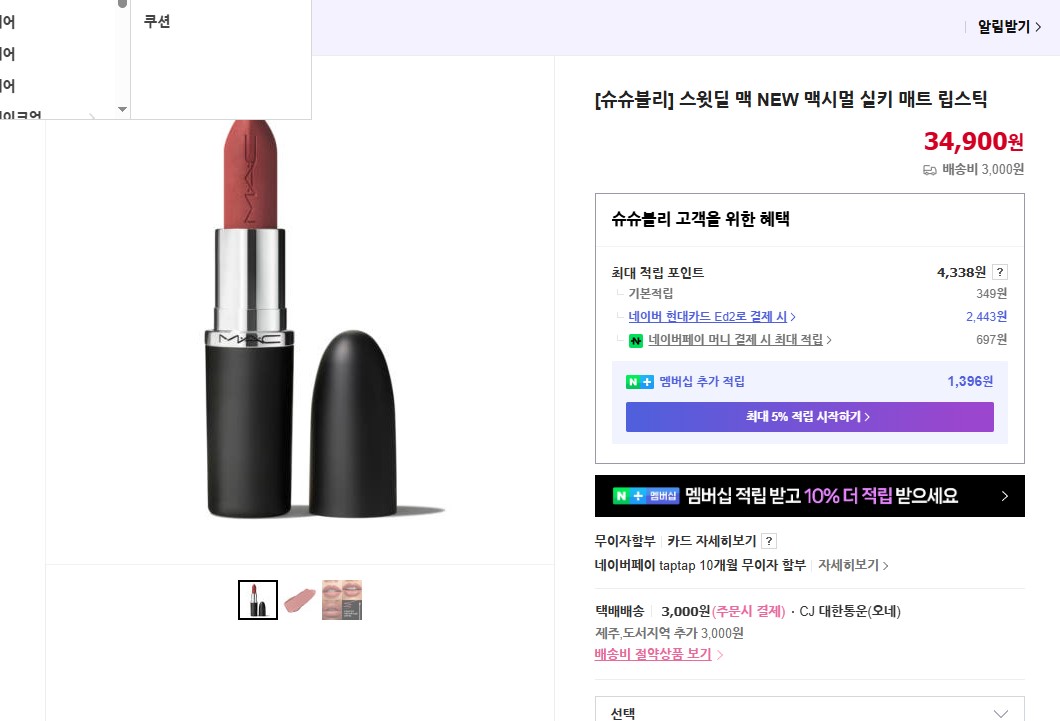 어
쿠션
어
어
알림받기
[슈슈블리] 스윗딜 맥 NEW 맥시멀 실키 매트 립스틱
34,900원
배송비 3,000원
슈슈블리 고객을 위한 혜택
최대 적립 포인트 4,338원 ?
기본적립 349원
네이버 현대카드 Ed2로 결제 시 2,443원
네이버페이 머니 결제 시 최대 적립 697원
N+ 멤버십 추가 적립 1,396원
최대 5% 적립 시작하기
N+ 멤버십 멤버십 적립 받고 10% 더 적립 받으세요
무이자할부 카드 자세히보기 ?
네이버페이 taptap 10개월 무이자 할부 자세히보기
택배배송 3,000원(주문시 결제) · CJ 대한통운(오네)
제주,도서지역 추가 3,000원
배송비 절약상품 보기
선택
MAC
MAC